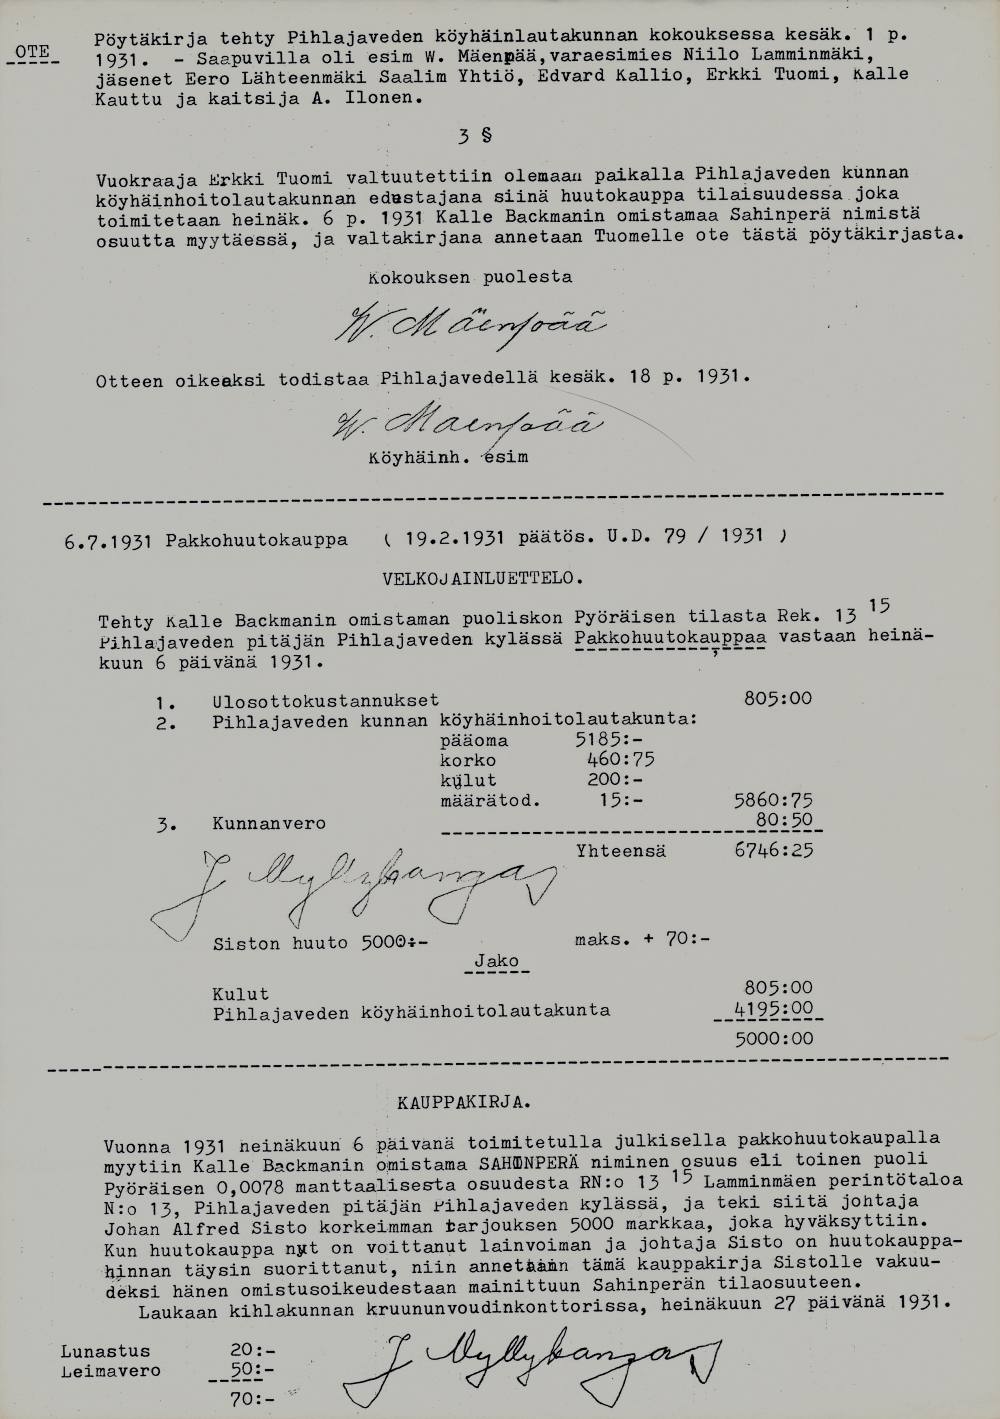 OTE
Pöytäkirja tehty Pihlajaveden köyhäinlautakunnan kokouksessa kesäk. 1 p.
1931. - Saapuvilla oli esim W. Mäenpää,varaesimies Niilo Lamminmäki,
jäsenet Eero Lähteenmäki Saalim Yhtiö, Edvard Kallio, Erkki Tuomi, Kalle
Kauttu ja kaitsija A. Ilonen.
3 §
Vuokraaja Erkki Tuomi valtuutettiin olemaan paikalla Pihlajaveden kunnan
köyhäinhoitolautakunnan edustajana siinä huutokauppa tilaisuudessa joka
toimitetaan heinäk. 6 p. 1931 Kalle Backmanin omistamaa Sahinperä nimistä
osuutta myytäessä, ja valtakirjana annetaan Tuomelle ote tästä pöytäkirjasta.
Kokouksen puolesta
W. Mäenpää
Otteen oikeaksi todistaa Pihlajavedellä kesäk. 18 p. 1931.
W. Mäenpää
Köyhäinh. esim
6.7.1931 Pakkohuutokauppa ( 19.2.1931 päätös. U.D. 79 / 1931 )
VELKOJAINLUETTELO.
Tehty Kalle Backmanin omistaman puoliskon Pyöräisen tilasta Rek. 13 15
Pihlajaveden pitäjän Pihlajaveden kylässä Pakkohuutokauppaa vastaan heinä-
kuun 6 päivänä 1931.
1. Ulosottokustannukset 805:00
2. Pihlajaveden kunnan köyhäinhoitolautakunta:
pääoma 5185:-
korko 460:75
kulut 200:-
määrätod. 15:- 5860:75
3. Kunnanvero 80:50
Yhteensä 6746:25
J Myllykangas
Siston huuto 5000:- maks. + 70:-
Jako
Kulut 805:00
Pihlajaveden köyhäinhoitolautakunta 4195:00
5000:00
KAUPPAKIRJA.
Vuonna 1931 heinäkuun 6 päivanä toimitetulla julkisella pakkohuutokaupalla
myytiin Kalle Backmanin omistama SAHINPERÄ niminen osuus eli toinen puoli
Pyöräisen 0,0078 manttaalisesta osuudesta RN:o 13 15 Lamminmäen perintötaloa
N:o 13, Pihlajaveden pitäjän Pihlajaveden kylässä, ja teki siitä johtaja
Johan Alfred Sisto korkeimman tarjouksen 5000 markkaa, joka hyväksyttiin.
Kun huutokauppa nyt on voittanut lainvoiman ja johtaja Sisto on huutokauppa-
hinnan täysin suorittanut, niin annetaan tämä kauppakirja Sistolle vakuu-
deksi hänen omistusoikeudestaan mainittuun Sahinperän tilaosuuteen.
Laukaan kihlakunnan kruununvoudinkonttorissa, heinäkuun 27 päivänä 1931.
Lunastus 20:-
Leimavero 50:-
70:-
J Myllykangas